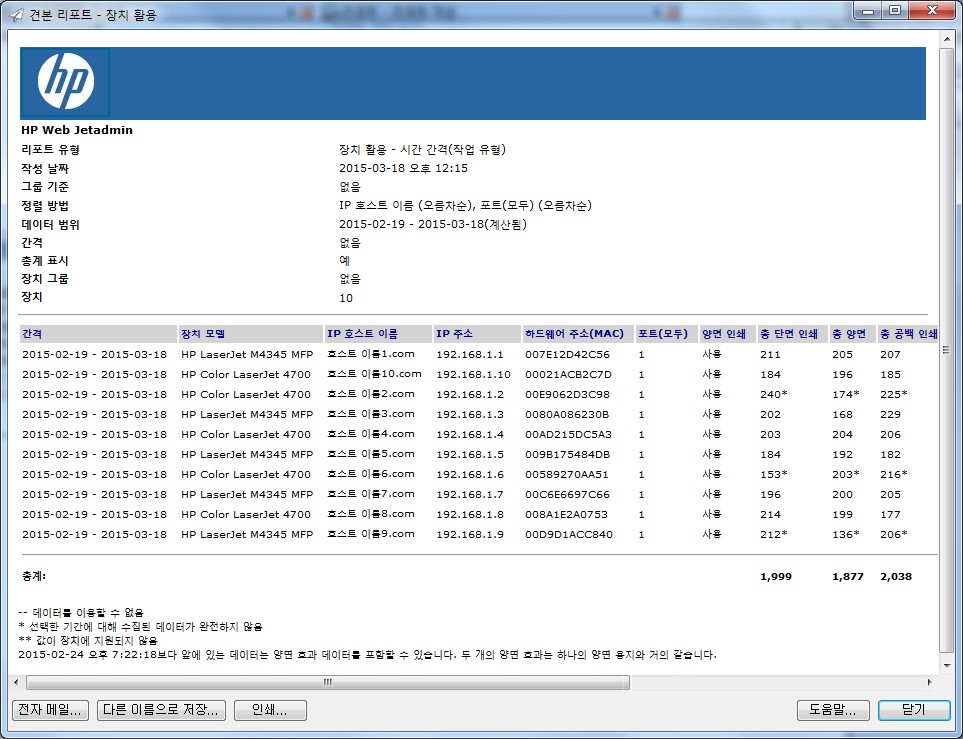 견본 리포트 - 장치 활용
hp
HP Web Jetadmin
리포트 유형 장치 활용 - 시간 간격(작업 유형)
작성 날짜 2015-03-18 오후 12:15
그룹 기준 없음
정렬 방법 IP 호스트 이름 (오름차순), 포트(모두) (오름차순)
데이터 범위 2015-02-19 - 2015-03-18(계산됨)
간격 없음
총계 표시 예
장치 그룹 없음
장치 10
간격 장치 모델 IP 호스트 이름 IP 주소 하드웨어 주소(MAC) 포트(모두) 양면 인쇄 총 단면 인쇄 총 양면 총 공백 인쇄
2015-02-19 - 2015-03-18 HP LaserJet M4345 MFP 호스트 이름1.com 192.168.1.1 007E12D42C56 1 사용 211 205 207
2015-02-19 - 2015-03-18 HP Color LaserJet 4700 호스트 이름10.com 192.168.1.10 00021ACB2C7D 1 사용 184 196 185
2015-02-19 - 2015-03-18 HP Color LaserJet 4700 호스트 이름2.com 192.168.1.2 00E9062D3C98 1 사용 240* 174* 225*
2015-02-19 - 2015-03-18 HP LaserJet M4345 MFP 호스트 이름3.com 192.168.1.3 0080A086230B 1 사용 202 168 229
2015-02-19 - 2015-03-18 HP Color LaserJet 4700 호스트 이름4.com 192.168.1.4 00AD215DC5A3 1 사용 203 204 206
2015-02-19 - 2015-03-18 HP LaserJet M4345 MFP 호스트 이름5.com 192.168.1.5 009B175484DB 1 사용 184 192 182
2015-02-19 - 2015-03-18 HP Color LaserJet 4700 호스트 이름6.com 192.168.1.6 00589270AA51 1 사용 153* 203* 216*
2015-02-19 - 2015-03-18 HP LaserJet M4345 MFP 호스트 이름7.com 192.168.1.7 00C6E6697C66 1 사용 196 200 205
2015-02-19 - 2015-03-18 HP Color LaserJet 4700 호스트 이름8.com 192.168.1.8 008A1E2A0753 1 사용 214 199 177
2015-02-19 - 2015-03-18 HP LaserJet M4345 MFP 호스트 이름9.com 192.168.1.9 00D9D1ACC840 1 사용 212* 136* 206*
총계: 1,999 1,877 2,038
-- 데이터를 이용할 수 없음
* 선택한 기간에 대해 수집된 데이터가 완전하지 않음
** 값이 장치에 지원되지 않음
2015-02-24 오후 7:22:18보다 앞에 있는 데이터는 양면 효과 데이터를 포함할 수 있습니다. 두 개의 양면 효과는 하나의 양면 용지와 거의 같습니다.
전자 메일... 다른 이름으로 저장... 인쇄... 도움말... 닫기